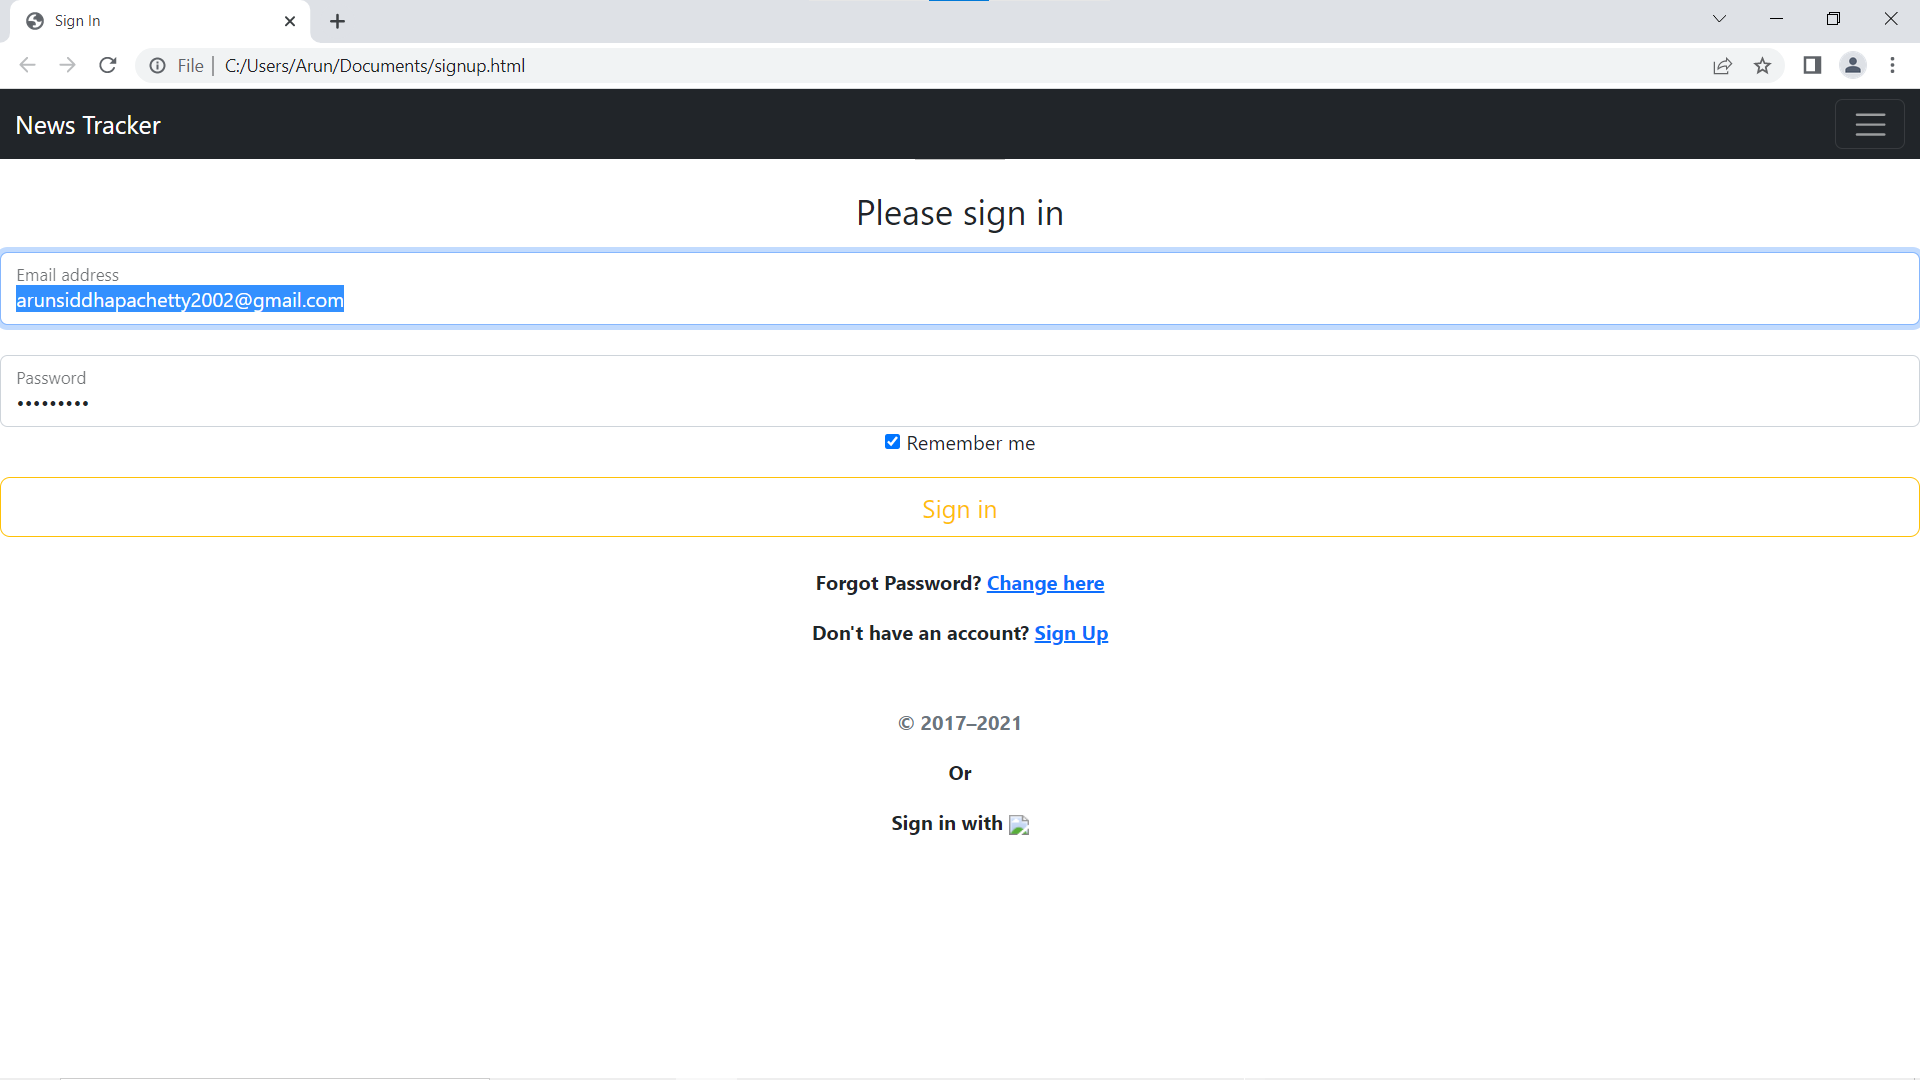 Sign In
File | C:/Users/Arun/Documents/signup.html
News Tracker
Please sign in
Email address
arunsiddhapachetty2002@gmail.com
Password
•••••••••
Remember me
Sign in
Forgot Password? Change here
Don't have an account? Sign Up
© 2017–2021
Or
Sign in with